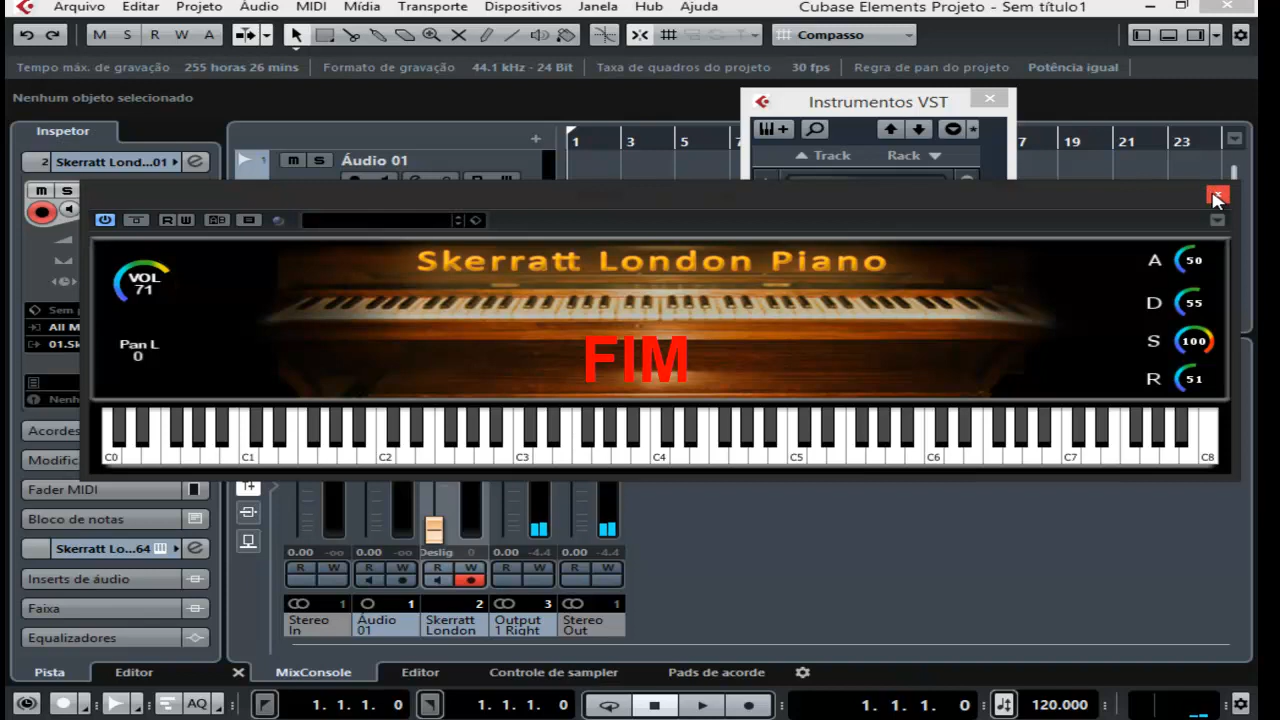 Arquivo Editar Projeto Áudio MIDI Mídia Transporte Dispositivos Janela Hub Ajuda Cubase Elements Projeto - Sem título1
M S R W A Compasso
Tempo máx. de gravação 255 horas 26 mins Formato de gravação 44.1 kHz - 24 Bit Taxa de quadros do projeto 30 fps Regra de pan do projeto Potência igual
Nenhum objeto selecionado
Instrumentos VST
Inspetor
1 3 5 7 17 19 21 23
Track Rack
2 Skerratt Lond...01
1 m S Áudio 01
m S
R W
Skerratt London Piano
VOL
71
Pan L
0
A 50
D 55
S 100
R 51
FIM
All M
01.Sk
Acordes
C0 C1 C2 C3 C4 C5 C6 C7 C8
Modific
Fader MIDI
Bloco de notas
Skerratt Lo...64
Inserts de áudio
Faixa
Equalizadores
0.00 -oo 0.00 -oo Deslig 0 0.00 -4.4 0.00 -4.4
R W R W R W R W R W
1 1 2 3 1
Stereo In
Áudio 01
Skerratt London
Output 1 Right
Stereo Out
Pista Editor MixConsole Editor Controle de sampler Pads de acorde
AQ 1. 1. 1. 0 1. 1. 1. 0 1. 1. 1. 0 120.000